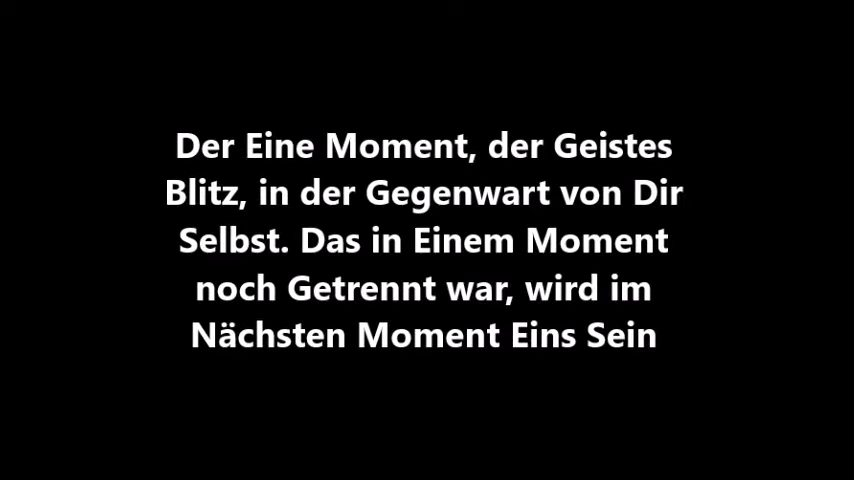 Der Eine Moment, der Geistes
Blitz, in der Gegenwart von Dir
Selbst. Das in Einem Moment
noch Getrennt war, wird im
Nächsten Moment Eins Sein